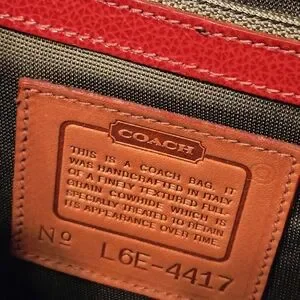 COACH
THIS IS A COACH BAG. IT
WAS HANDCRAFTED IN ITALY
OF A FINELY TEXTURED FULL-
GRAIN COWHIDE WHICH IS
SPECIALLY TREATED TO RETAIN
ITS APPEARANCE OVER TIME.
No L6E-4417